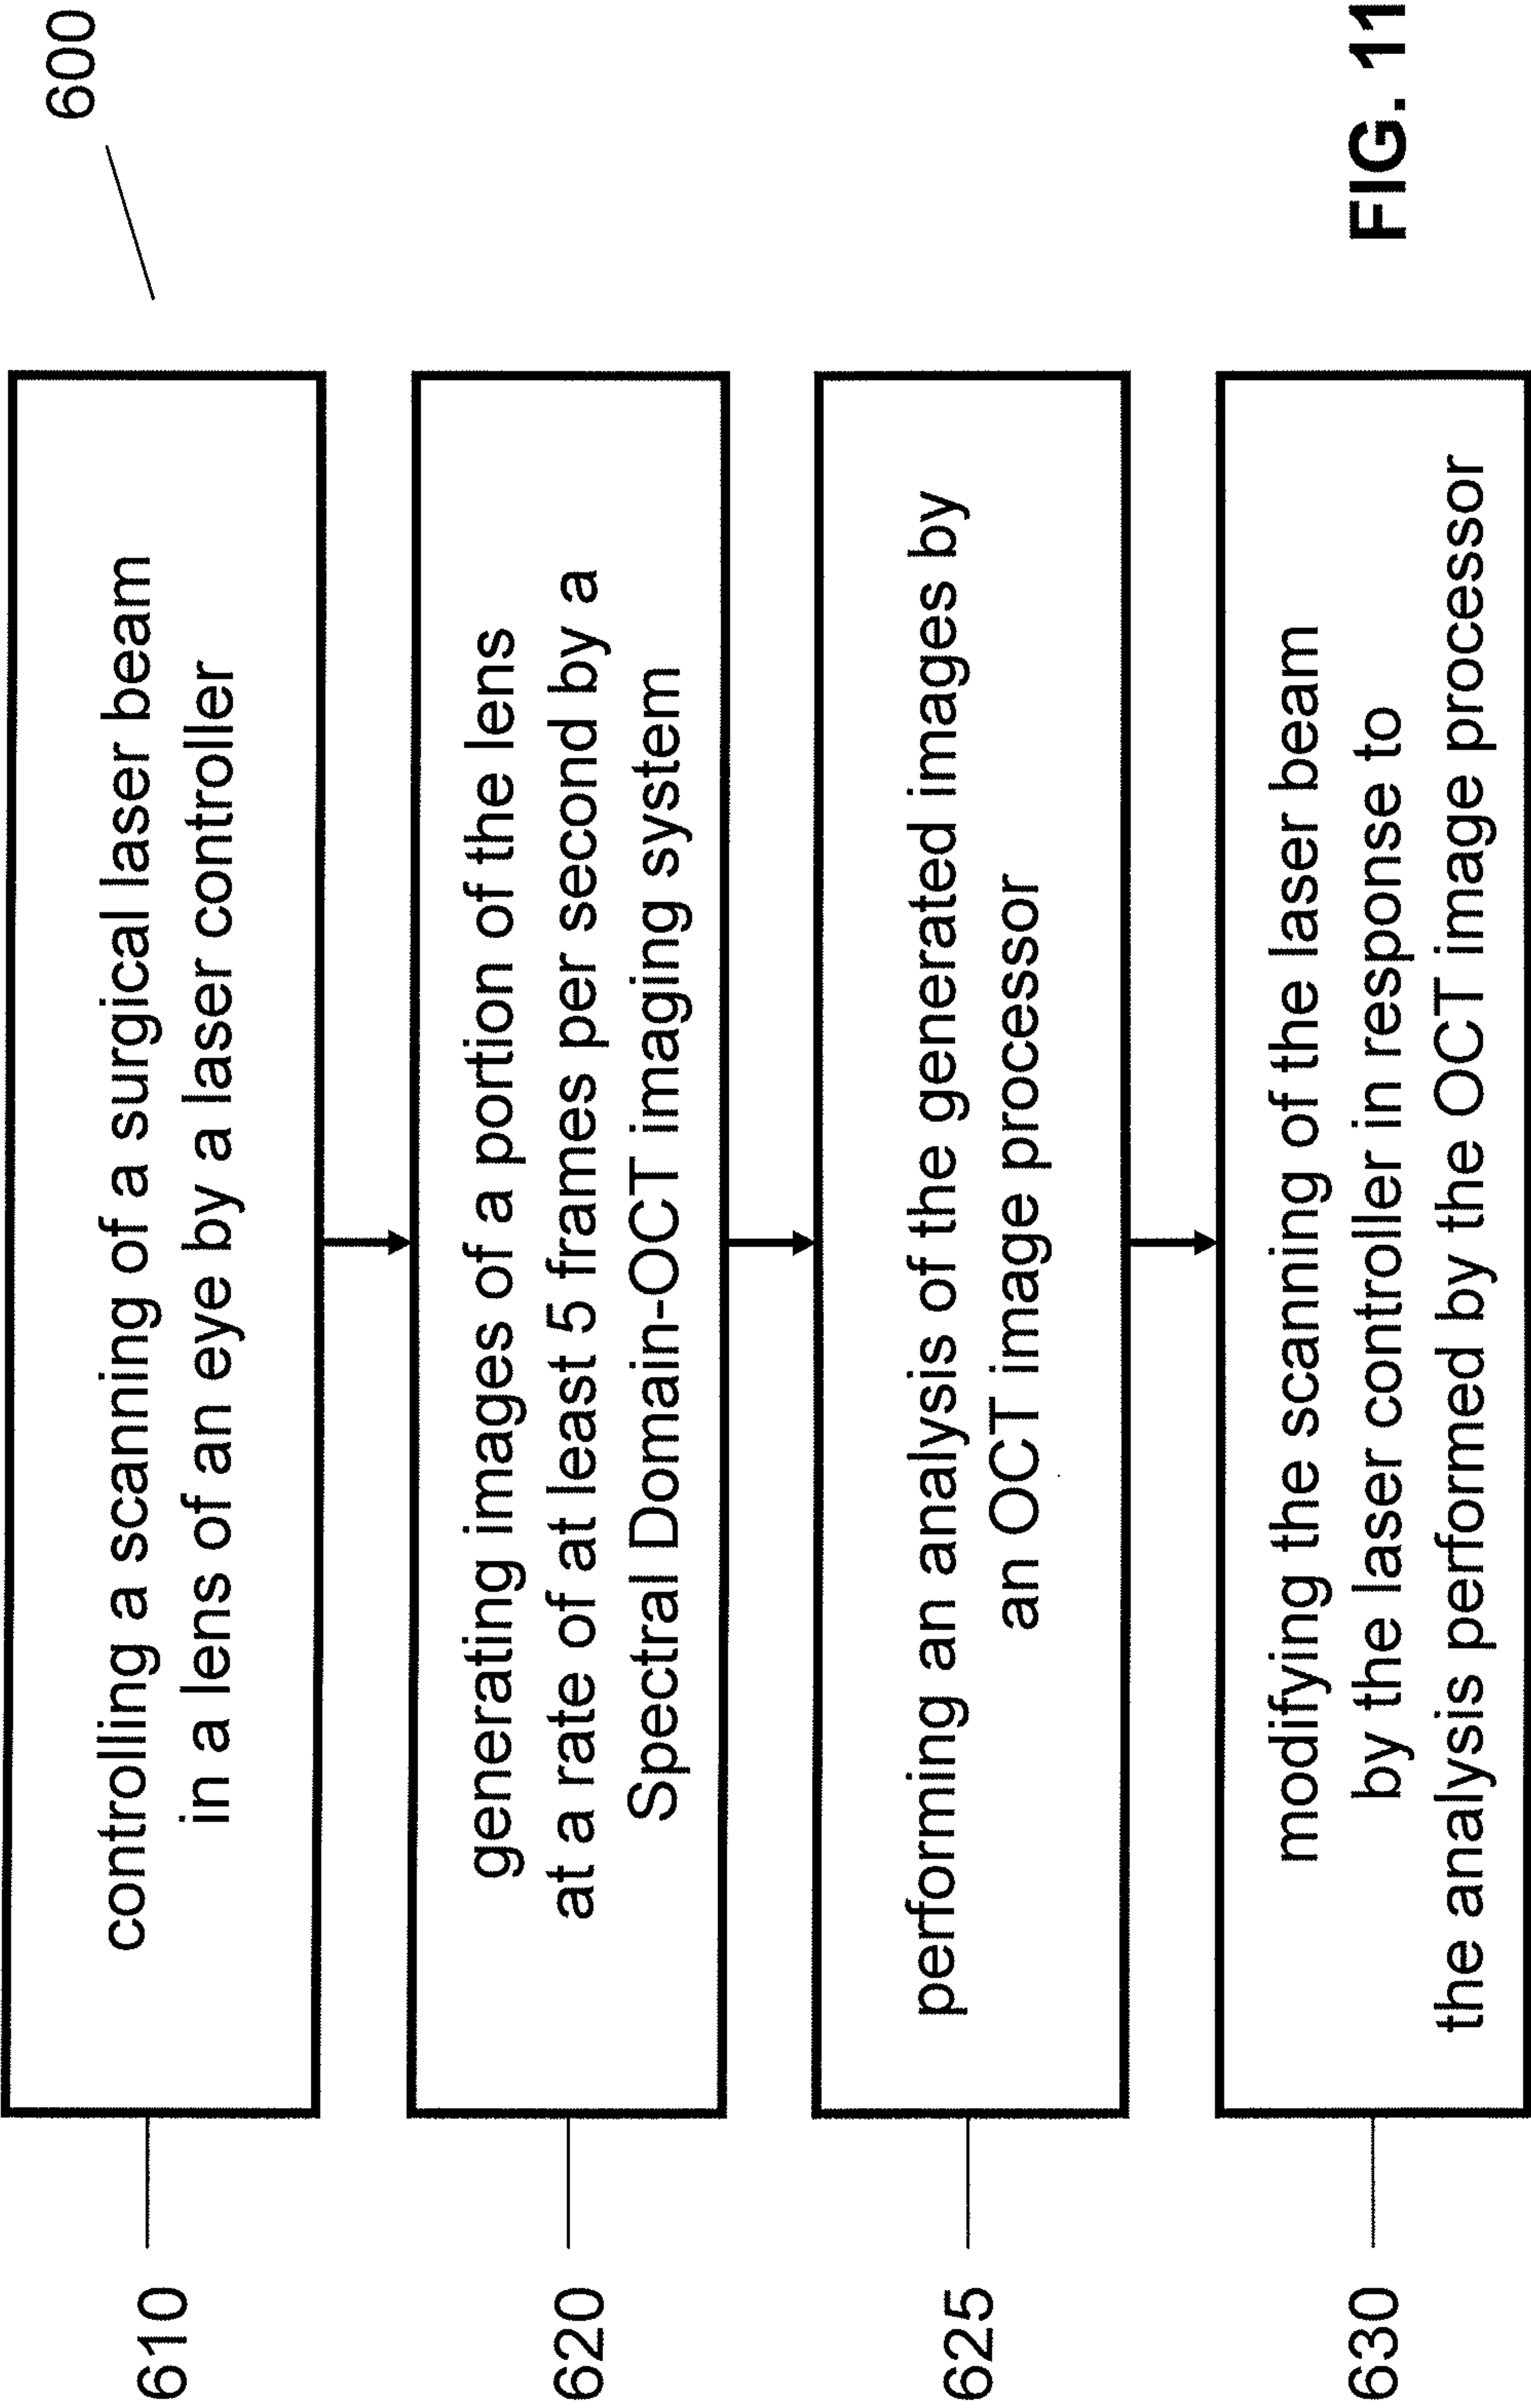 600
610
controlling a scanning of a surgical laser beam
in a lens of an eye by a laser controller
620
generating images of a portion of the lens
at a rate of at least 5 frames per second by a
Spectral Domain-OCT imaging system
625
performing an analysis of the generated images by
an OCT image processor
630
modifying the scanning of the laser beam
by the laser controller in response to
the analysis performed by the OCT image processor
FIG. 11